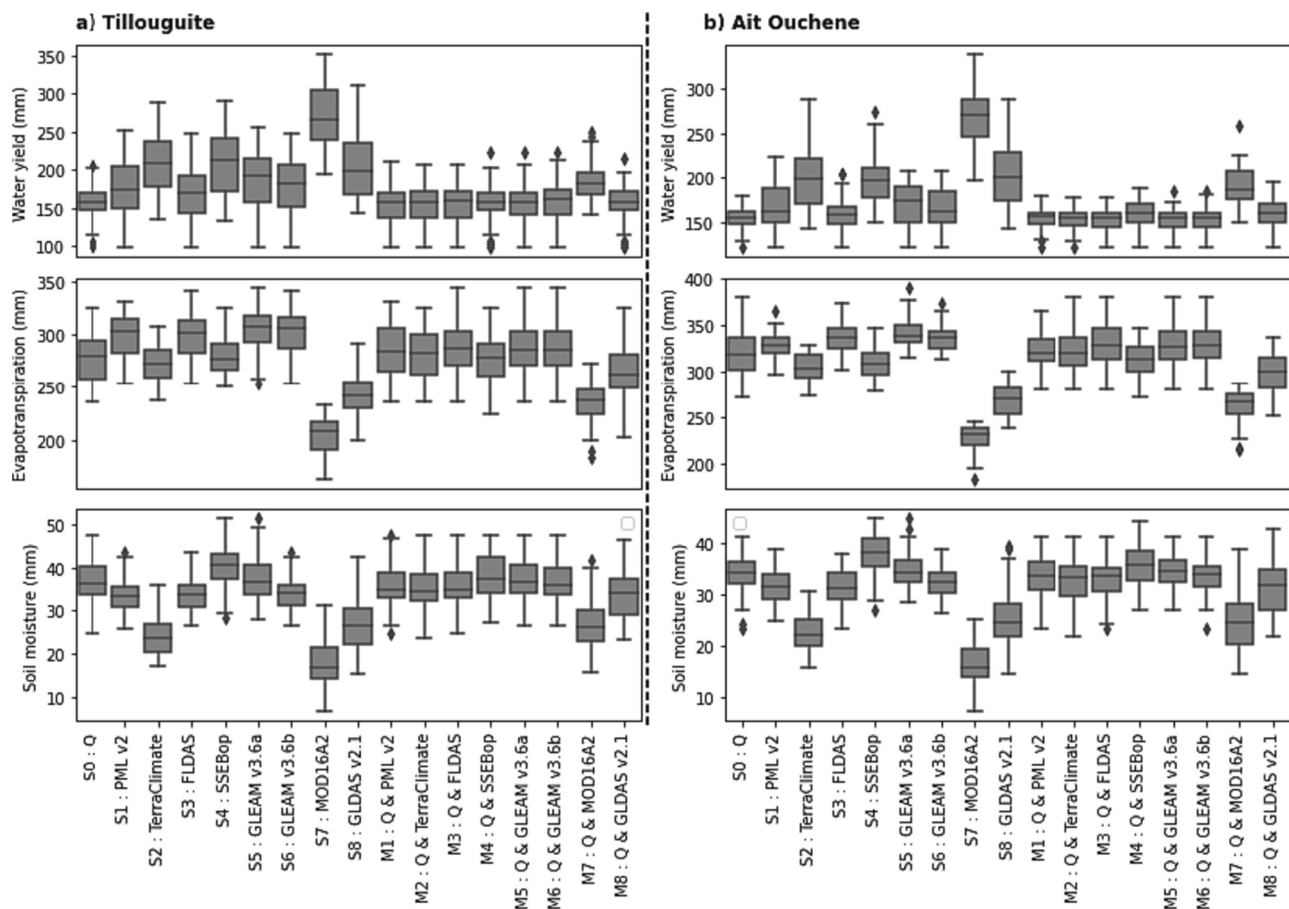 a) Tillouguite
b) Ait Ouchene
Water yield (mm)
350
300
250
200
150
100
Water yield (mm)
300
250
200
150
Evapotranspiration (mm)
350
300
250
200
Evapotranspiration (mm)
400
350
300
250
200
Soil moisture (mm)
50
40
30
20
10
Soil moisture (mm)
40
30
20
10
S0 : Q
S1 : PML v2
S2 : TerraClimate
S3 : FLDAS
S4 : SSEBop
S5 : GLEAM v3.6a
S6 : GLEAM v3.6b
S7 : MOD16A2
S8 : GLDAS v2.1
M1 : Q & PML v2
M2 : Q & TerraClimate
M3 : Q & FLDAS
M4 : Q & SSEBop
M5 : Q & GLEAM v3.6a
M6 : Q & GLEAM v3.6b
M7 : Q & MOD16A2
M8 : Q & GLDAS v2.1
S0 : Q
S1 : PML v2
S2 : TerraClimate
S3 : FLDAS
S4 : SSEBop
S5 : GLEAM v3.6a
S6 : GLEAM v3.6b
S7 : MOD16A2
S8 : GLDAS v2.1
M1 : Q & PML v2
M2 : Q & TerraClimate
M3 : Q & FLDAS
M4 : Q & SSEBop
M5 : Q & GLEAM v3.6a
M6 : Q & GLEAM v3.6b
M7 : Q & MOD16A2
M8 : Q & GLDAS v2.1